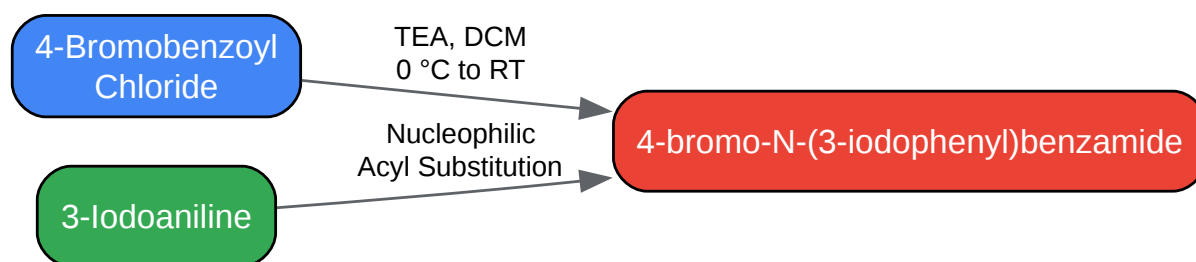 4-Bromobenzoyl
Chloride
TEA, DCM
0 °C to RT
Nucleophilic
Acyl Substitution
3-Iodoaniline
4-bromo-N-(3-iodophenyl)benzamide